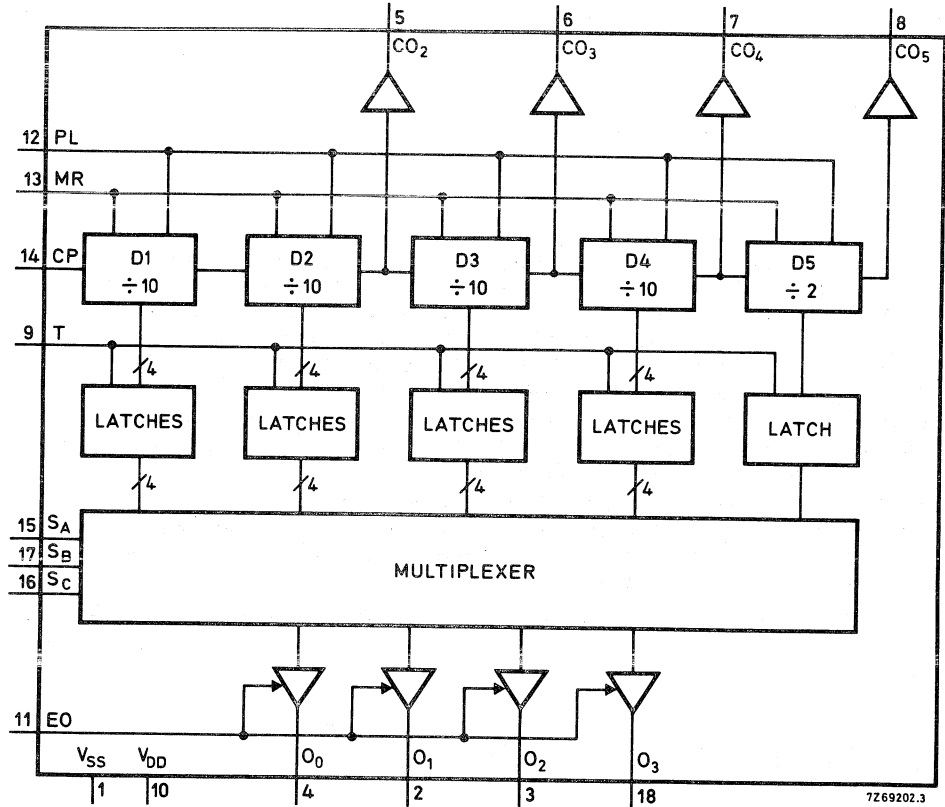 5 6 7 8
CO2 CO3 CO4 CO5
12 PL
13 MR
14 CP
D1 ÷10
D2 ÷10
D3 ÷10
D4 ÷10
D5 ÷2
9 T
4 4 4 4
LATCHES LATCHES LATCHES LATCHES LATCH
4 4 4 4
15 SA
17 SB
16 SC
MULTIPLEXER
11 EO
VSS VDD O0 O1 O2 O3
1 10 4 2 3 18
7Z69202.3